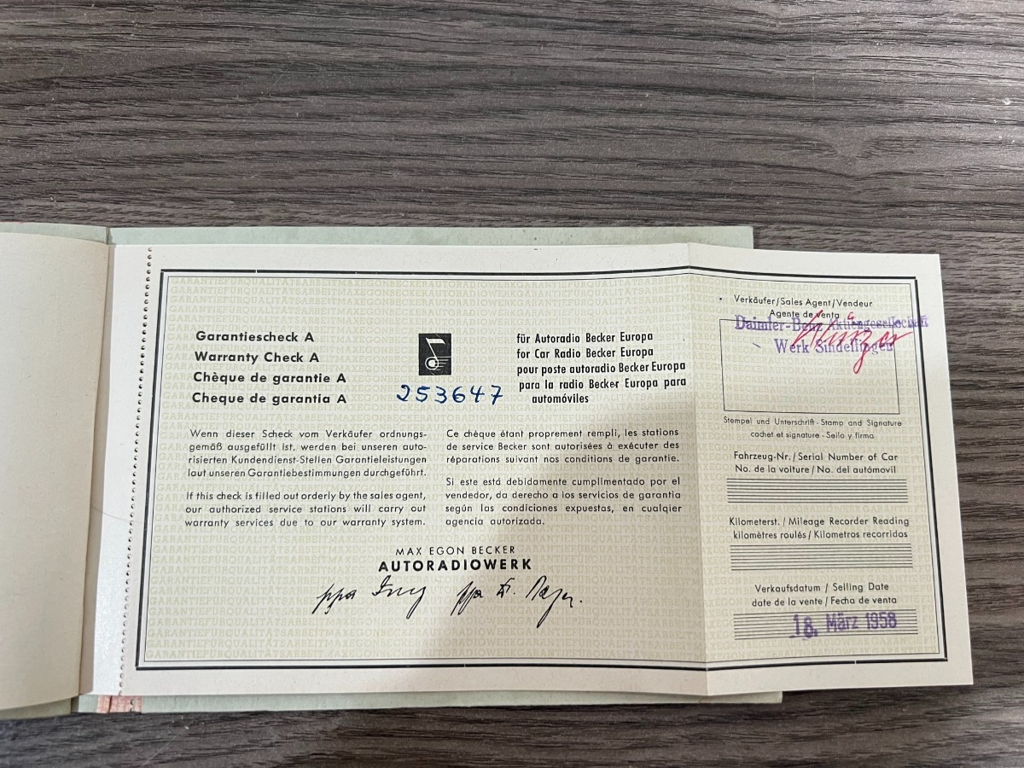 Garantiescheck A
Warranty Check A
Chèque de garantie A
Cheque de garantia A
253647
für Autoradio Becker Europa
for Car Radio Becker Europa
pour poste autoradio Becker Europa
para la radio Becker Europa para
automóviles
Wenn dieser Scheck vom Verkäufer ordnungs-
gemäß ausgefüllt ist, werden bei unseren auto-
risierten Kundendienst-Stellen Garantieleistungen
laut unseren Garantiebestimmungen durchgeführt.
If this check is filled out orderly by the sales agent,
our authorized service stations will carry out
warranty services due to our warranty system.
Ce chèque étant proprement rempli, les stations
de service Becker sont autorisées à exécuter des
réparations suivant nos conditions de garantie.
Si este está debidamente cumplimentado por el
vendedor, da derecho a los servicios de garantia
según las condiciones expuestas, en cualquier
agencia autorizada.
MAX EGON BECKER
AUTORADIOWERK
ppa
ppa
Verkäufer/Sales Agent/Vendeur
Agente de venta
Daimler-Benz Aktiengesellschaft
Werk Sindelfingen
Stempel und Unterschrift - Stamp and Signature
cachet et signature - Sello y firma
Fahrzeug-Nr./Serial Number of Car
No. de la voiture/No. del automóvil
Kilometerst./Mileage Recorder Reading
kilomètres roulés/Kilometros recorridos
Verkaufsdatum/Selling Date
date de la vente/Fecha de venta
18. März 1958